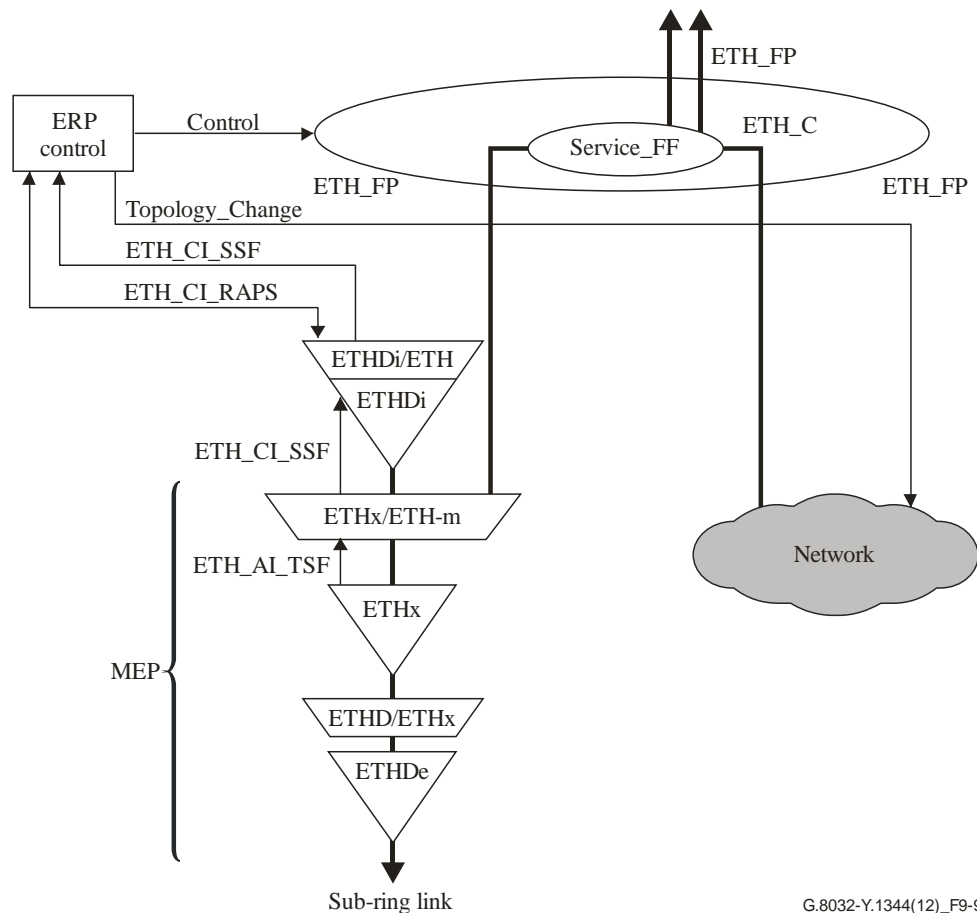 ETH_FP
ERP
control
Control
ETH_C
Service_FF
ETH_FP
ETH_FP
Topology_Change
ETH_CI_SSF
ETH_CI_RAPS
ETHDi/ETH
ETHDi
ETH_CI_SSF
ETHx/ETH-m
Network
ETH_AI_TSF
ETHx
MEP
ETHD/ETHx
ETHDe
Sub-ring link